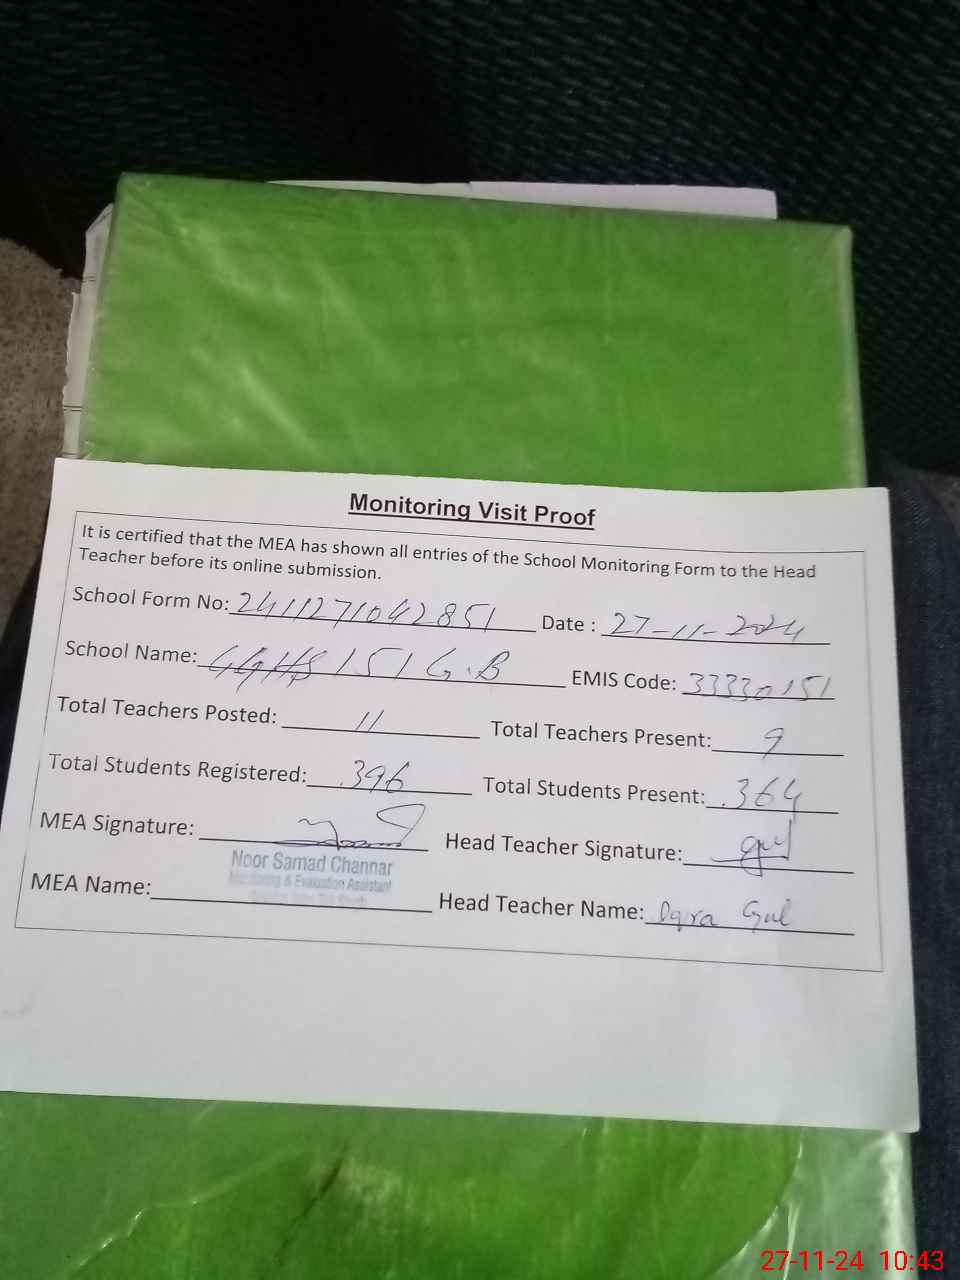 Monitoring Visit Proof
It is certified that the MEA has shown all entries of the School Monitoring Form to the Head
Teacher before its online submission.
School Form No: 2411271042851 Date : 27-11-2024
School Name: GGHS 151 G.B EMIS Code: 33330151
Total Teachers Posted: 11 Total Teachers Present: 9
Total Students Registered: 396 Total Students Present: 364
MEA Signature: Head Teacher Signature: gul
Noor Samad Channar
Monitoring & Evaluation Assistant
MEA Name: Head Teacher Name: Iqra Gul
27-11-24 10:43